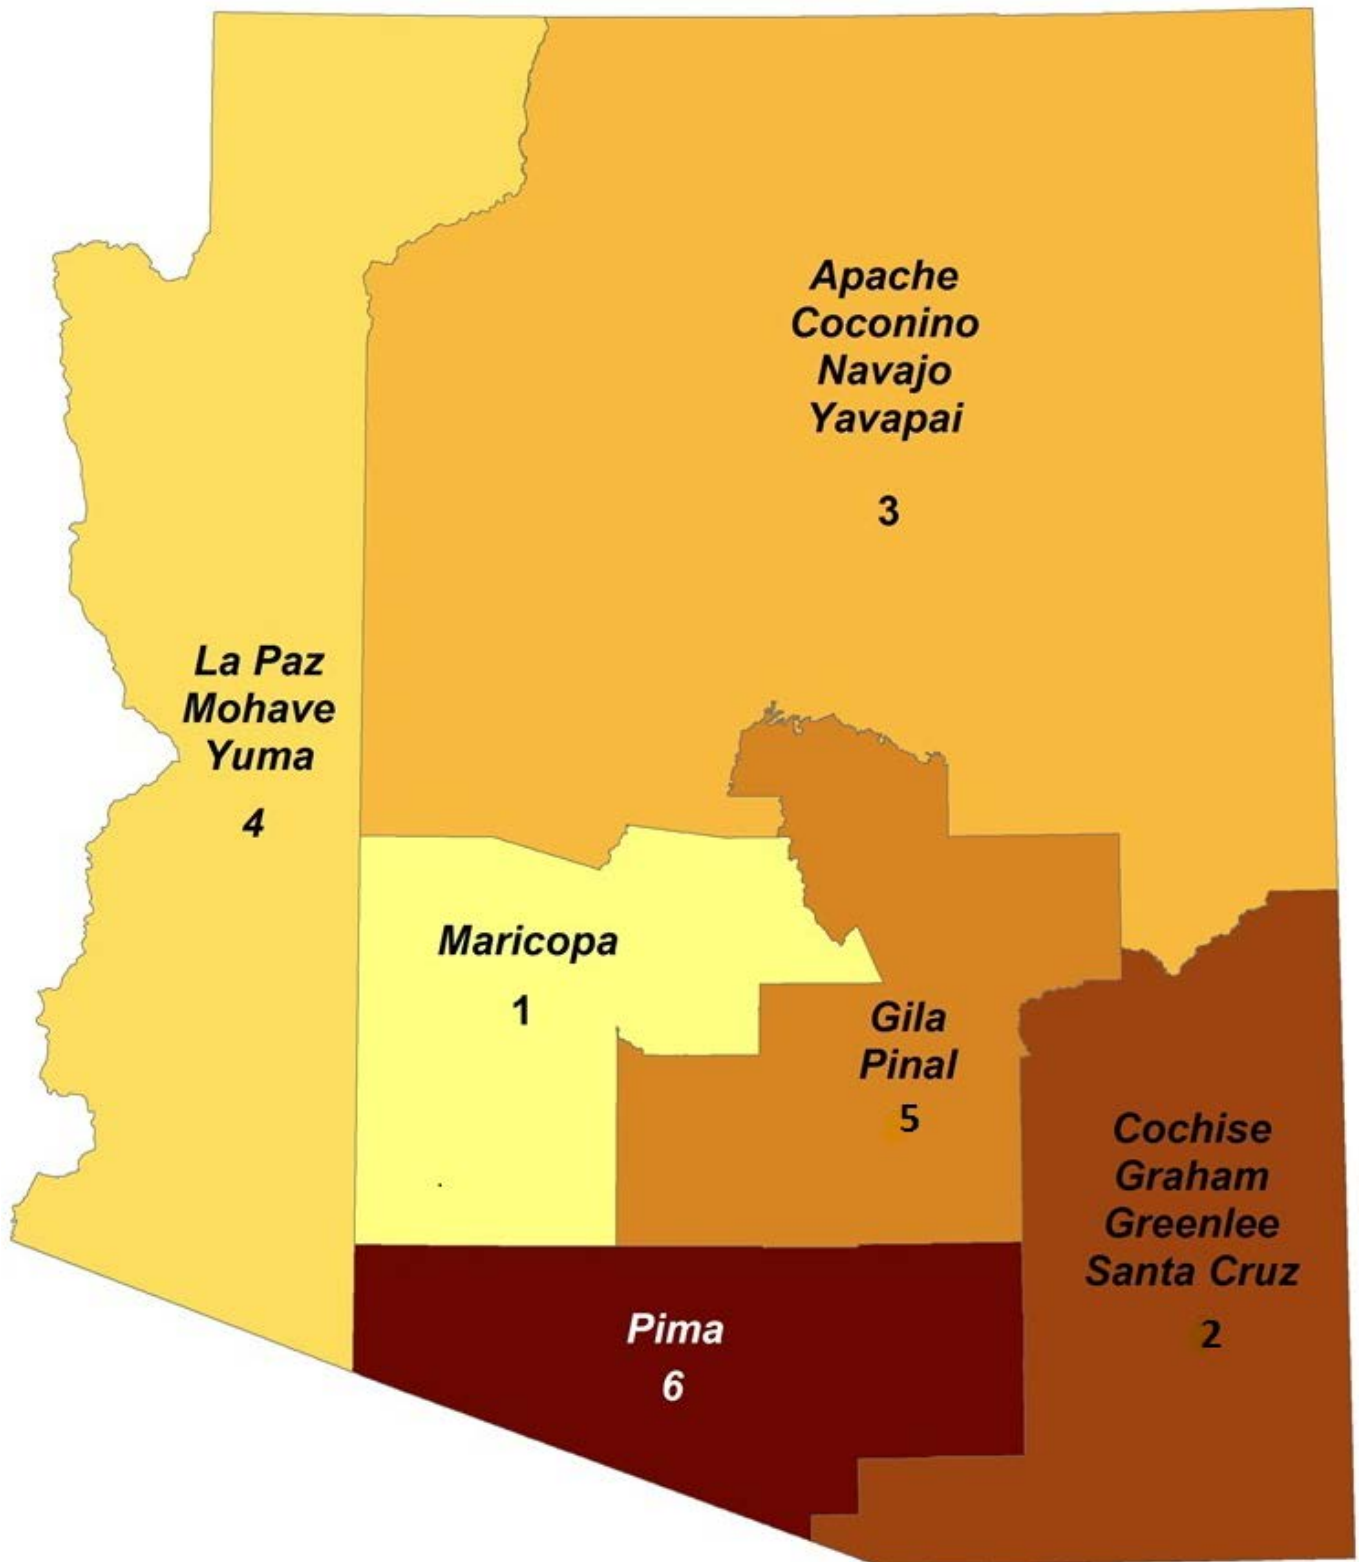 Apache
Coconino
Navajo
Yavapai
3
La Paz
Mohave
Yuma
4
Maricopa
1
Gila
Pinal
5
Cochise
Graham
Greenlee
Santa Cruz
2
Pima
6